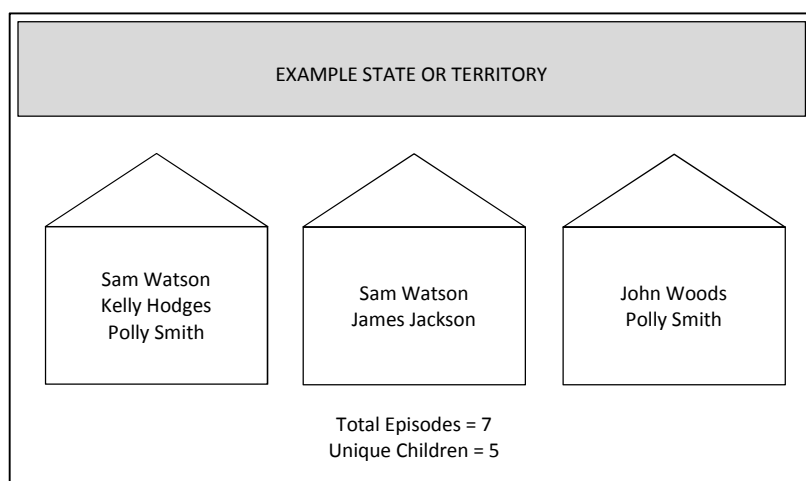 EXAMPLE STATE OR TERRITORY
Sam Watson
Kelly Hodges
Polly Smith
Sam Watson
James Jackson
John Woods
Polly Smith
Total Episodes = 7
Unique Children = 5